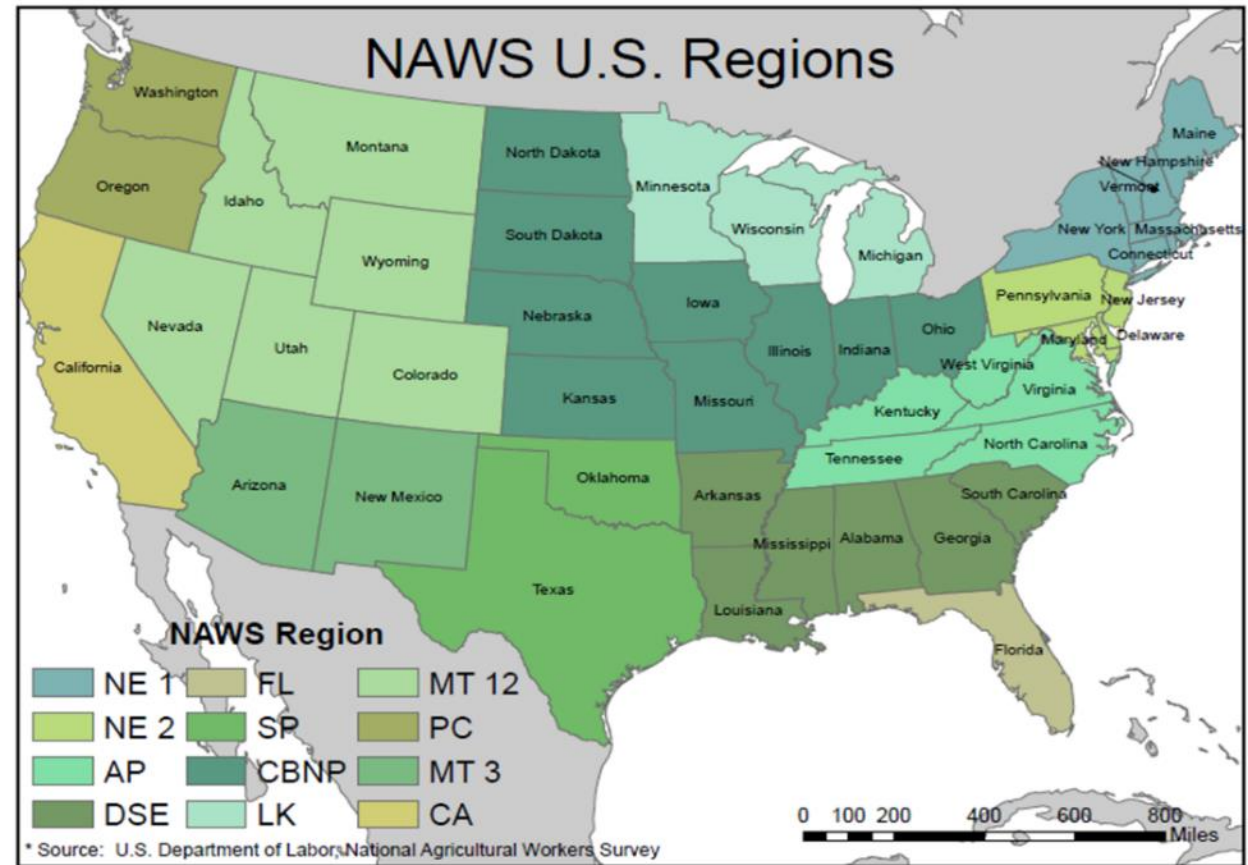 NAWS U.S. Regions
Washington
Montana
North Dakota
Minnesota
Maine
New Hampshire
Vermont
Oregon
Idaho
South Dakota
Wisconsin
Michigan
New York
Massachusetts
Connecticut
Wyoming
Nebraska
Iowa
Pennsylvania
New Jersey
Nevada
Utah
Colorado
Illinois
Indiana
Ohio
Maryland
Delaware
California
Kansas
Missouri
West Virginia
Virginia
Kentucky
Arizona
New Mexico
Oklahoma
Arkansas
Tennessee
North Carolina
South Carolina
Texas
Louisiana
Mississippi
Alabama
Georgia
Florida
NAWS Region
NE 1 FL MT 12
NE 2 SP PC
AP CBNP MT 3
DSE LK CA
0 100 200 400 600 800
Miles
* Source: U.S. Department of Labor, National Agricultural Workers Survey